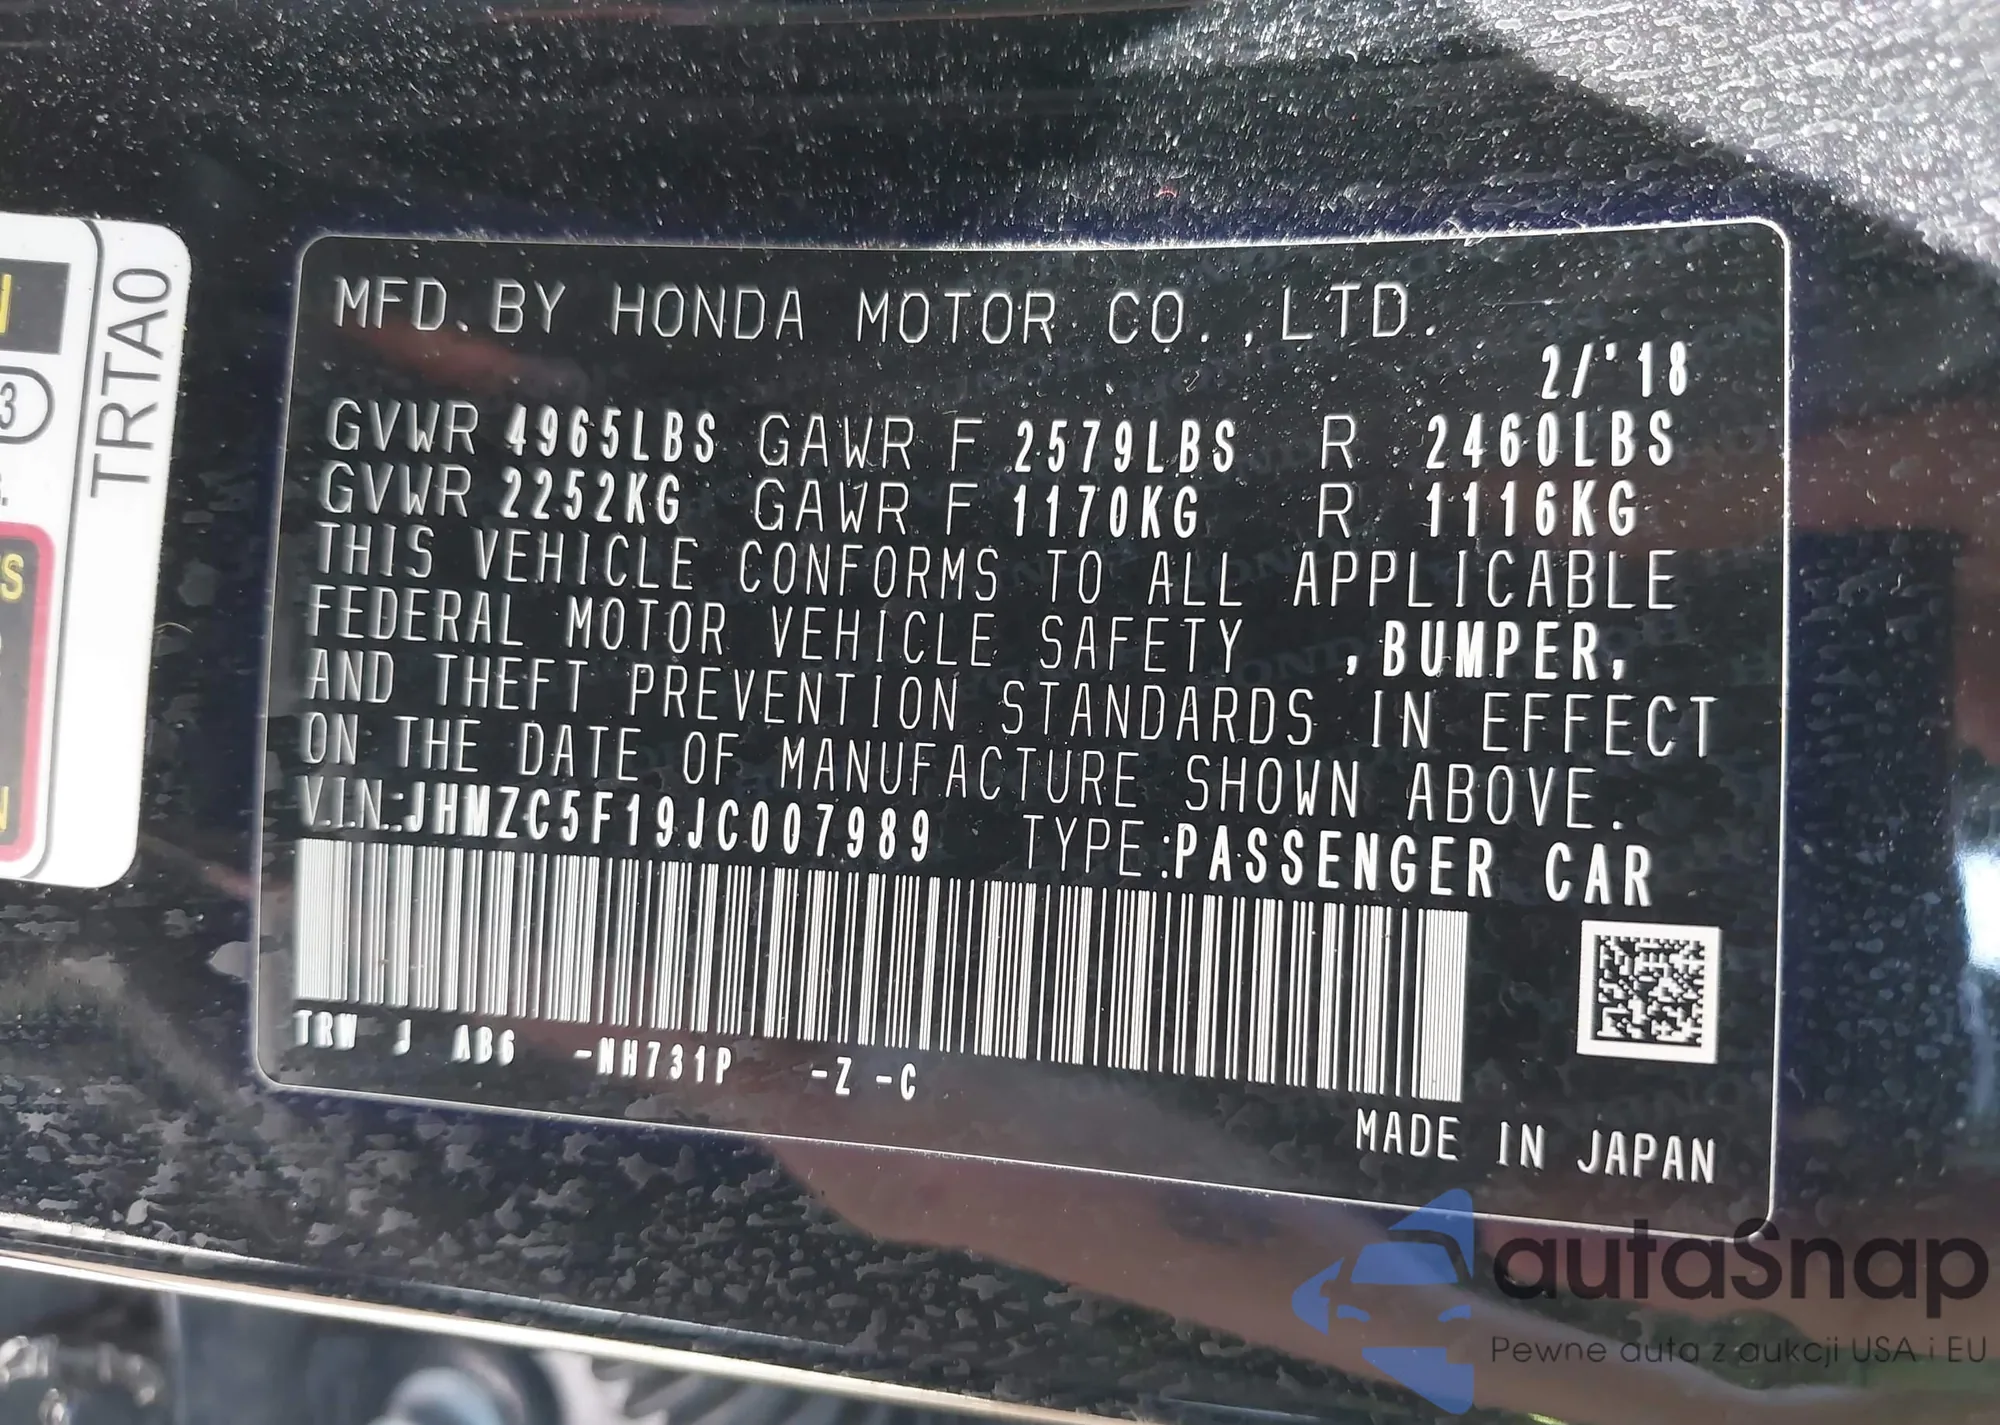 MFD. BY HONDA MOTOR CO., LTD.
2/'18
GVWR 4965LBS GAWR F 2579LBS R 2460LBS
GVWR 2252KG GAWR F 1170KG R 1116KG
THIS VEHICLE CONFORMS TO ALL APPLICABLE
FEDERAL MOTOR VEHICLE SAFETY ,BUMPER,
AND THEFT PREVENTION STANDARDS IN EFFECT
ON THE DATE OF MANUFACTURE SHOWN ABOVE.
VIN:JHMZC5F19JC007989 TYPE:PASSENGER CAR
TRW J AB6 -NH731P -Z -C
MADE IN JAPAN
TRTA0
3
S
N
autaSnap
Pewne auta z aukcji USA i EU